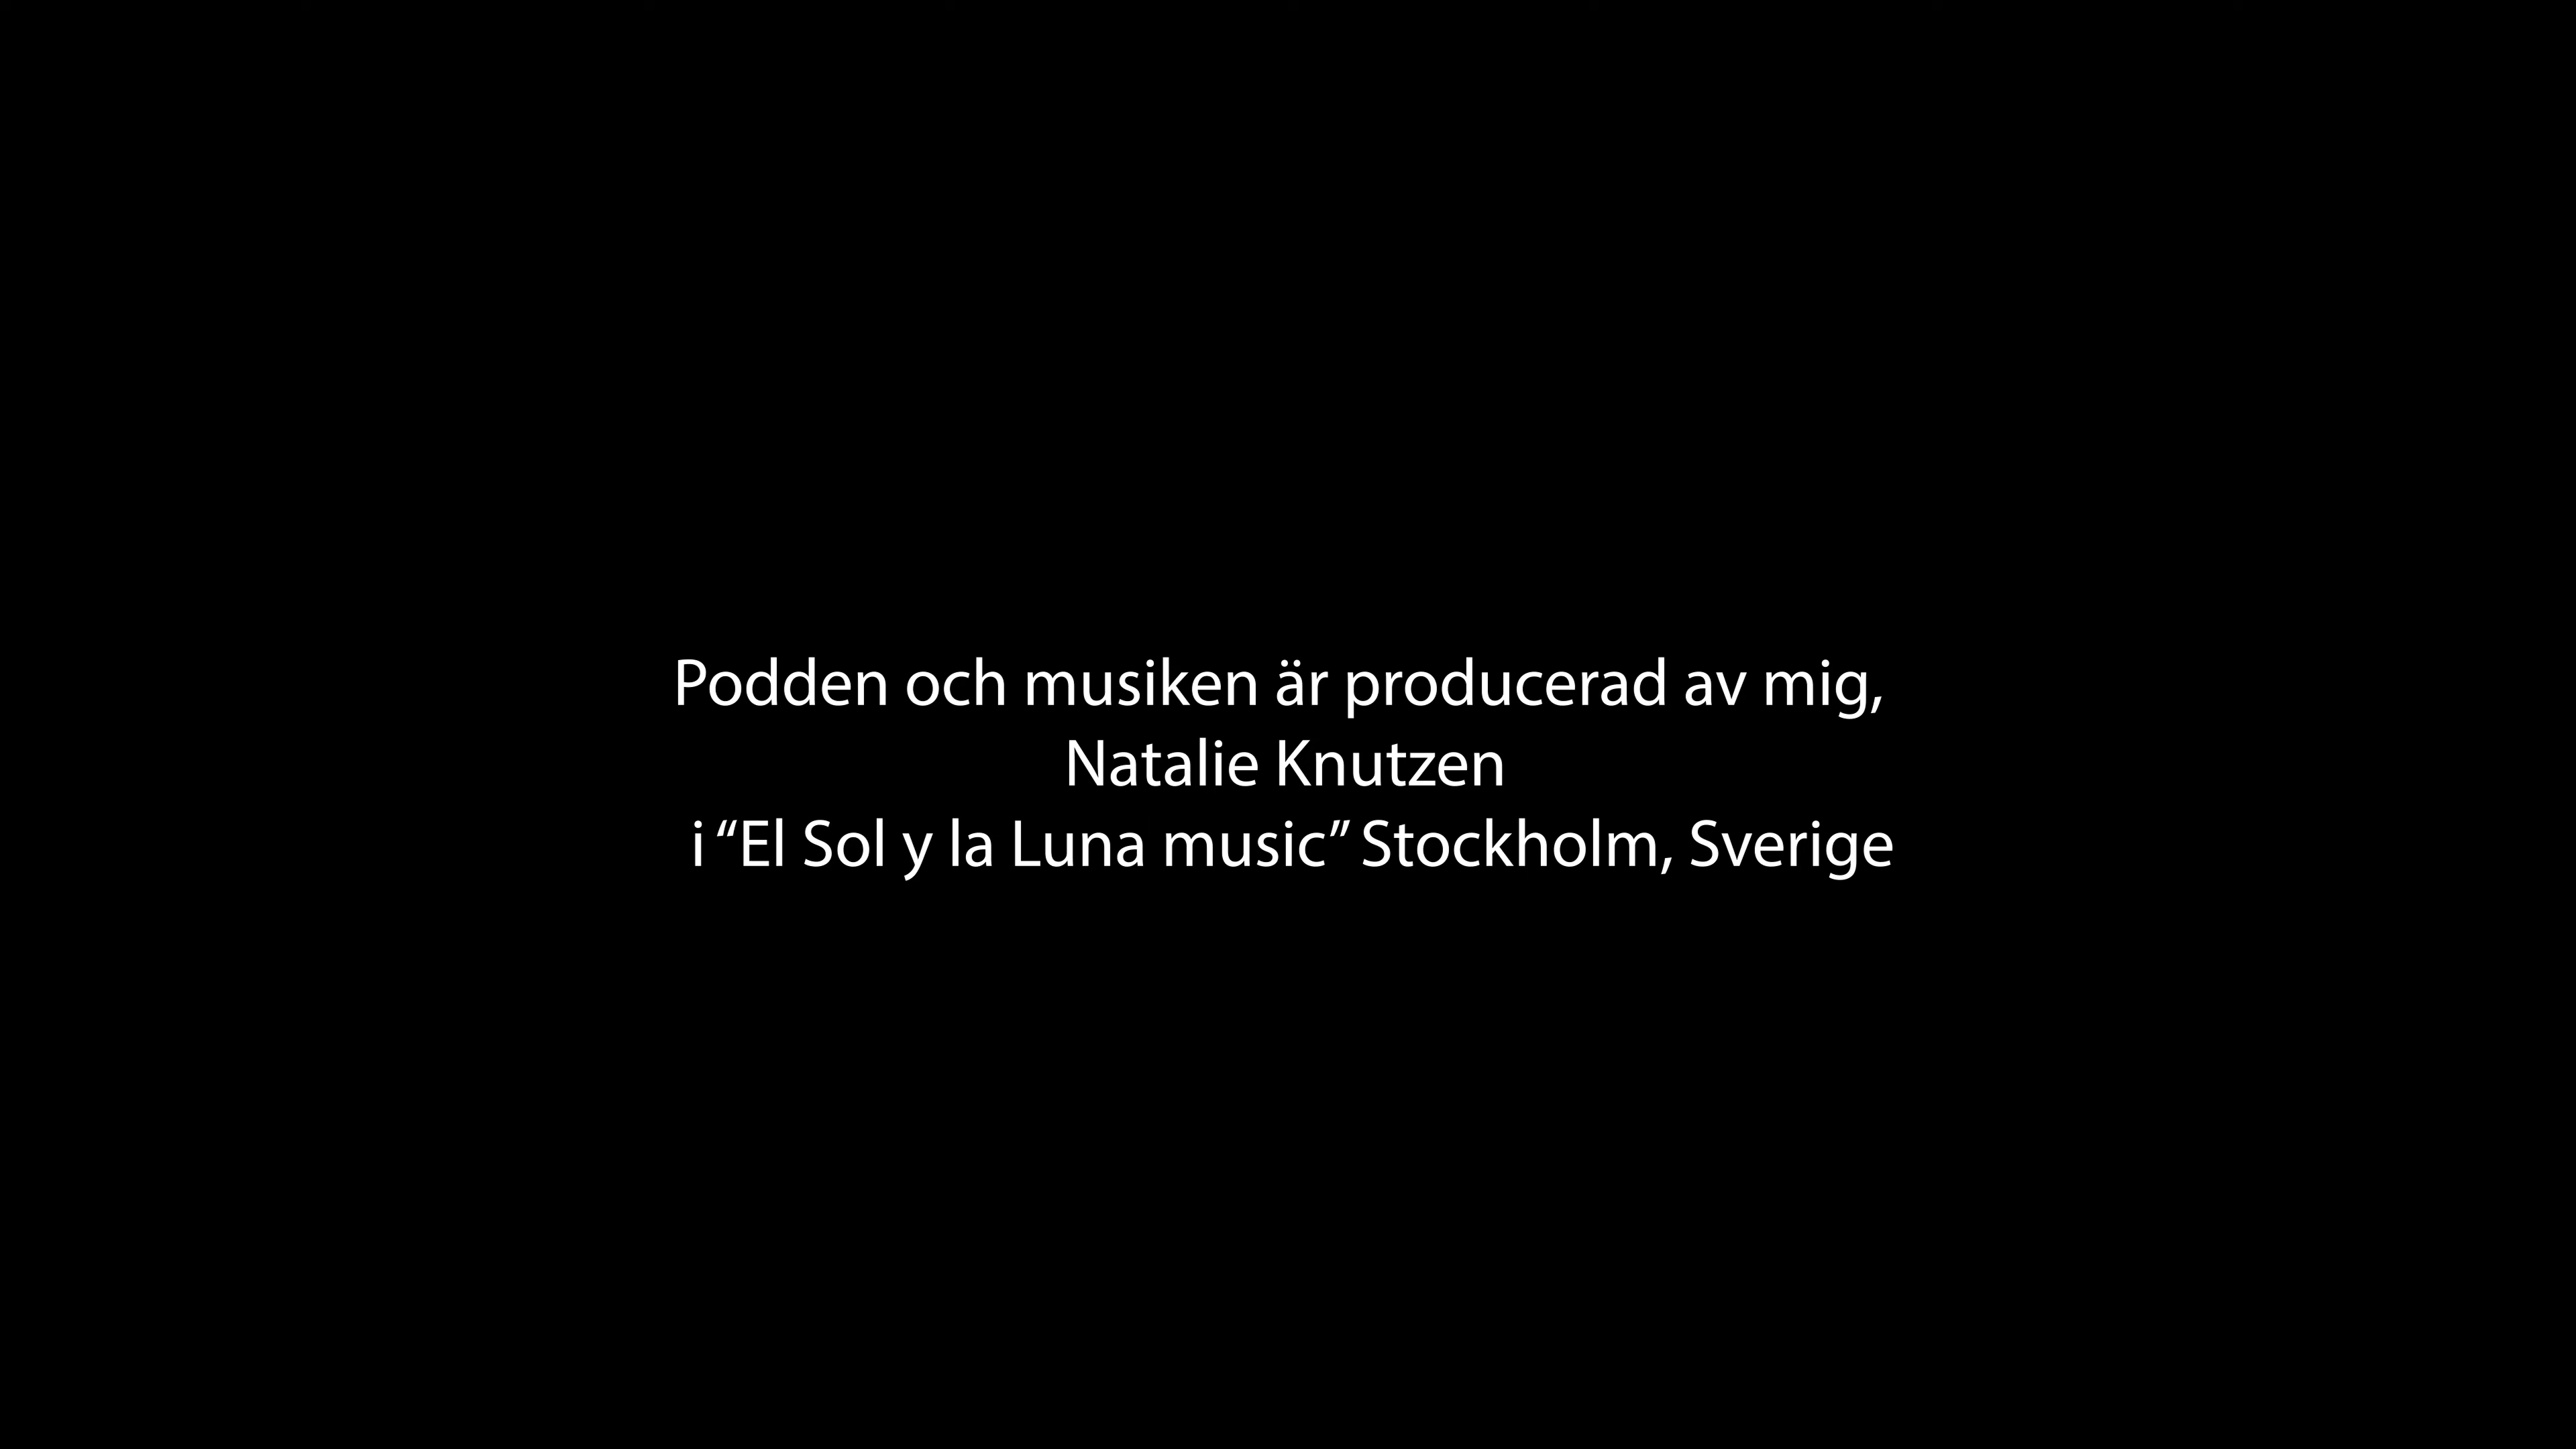 Podden och musiken är producerad av mig,
Natalie Knutzen
i “El Sol y la Luna music” Stockholm, Sverige